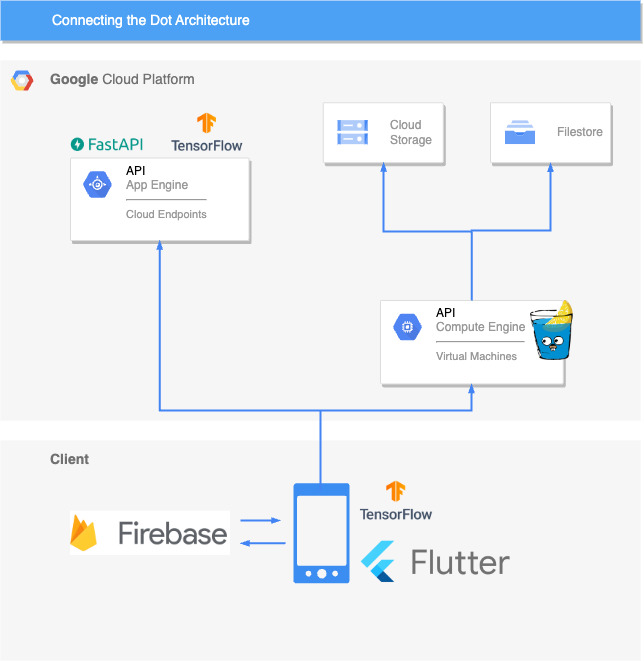 Connecting the Dot Architecture
Google Cloud Platform
FastAPI
TensorFlow
API
App Engine
Cloud Endpoints
Cloud
Storage
Filestore
API
Compute Engine
Virtual Machines
Client
Firebase
TensorFlow
Flutter